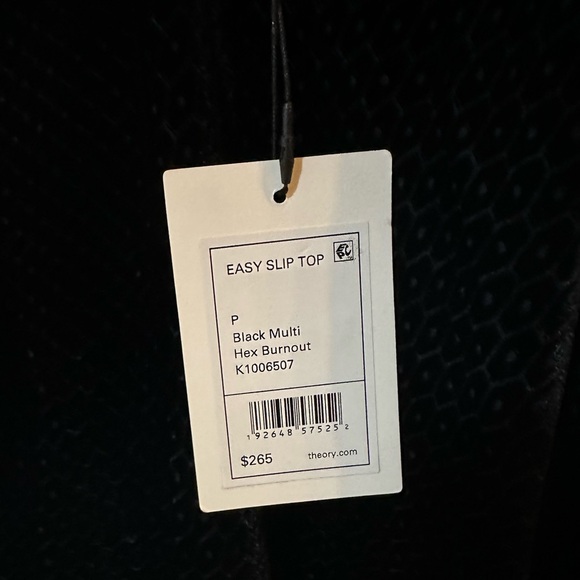 EASY SLIP TOP
P
Black Multi
Hex Burnout
K1006507
1 92648 57525 2
$265 theory.com